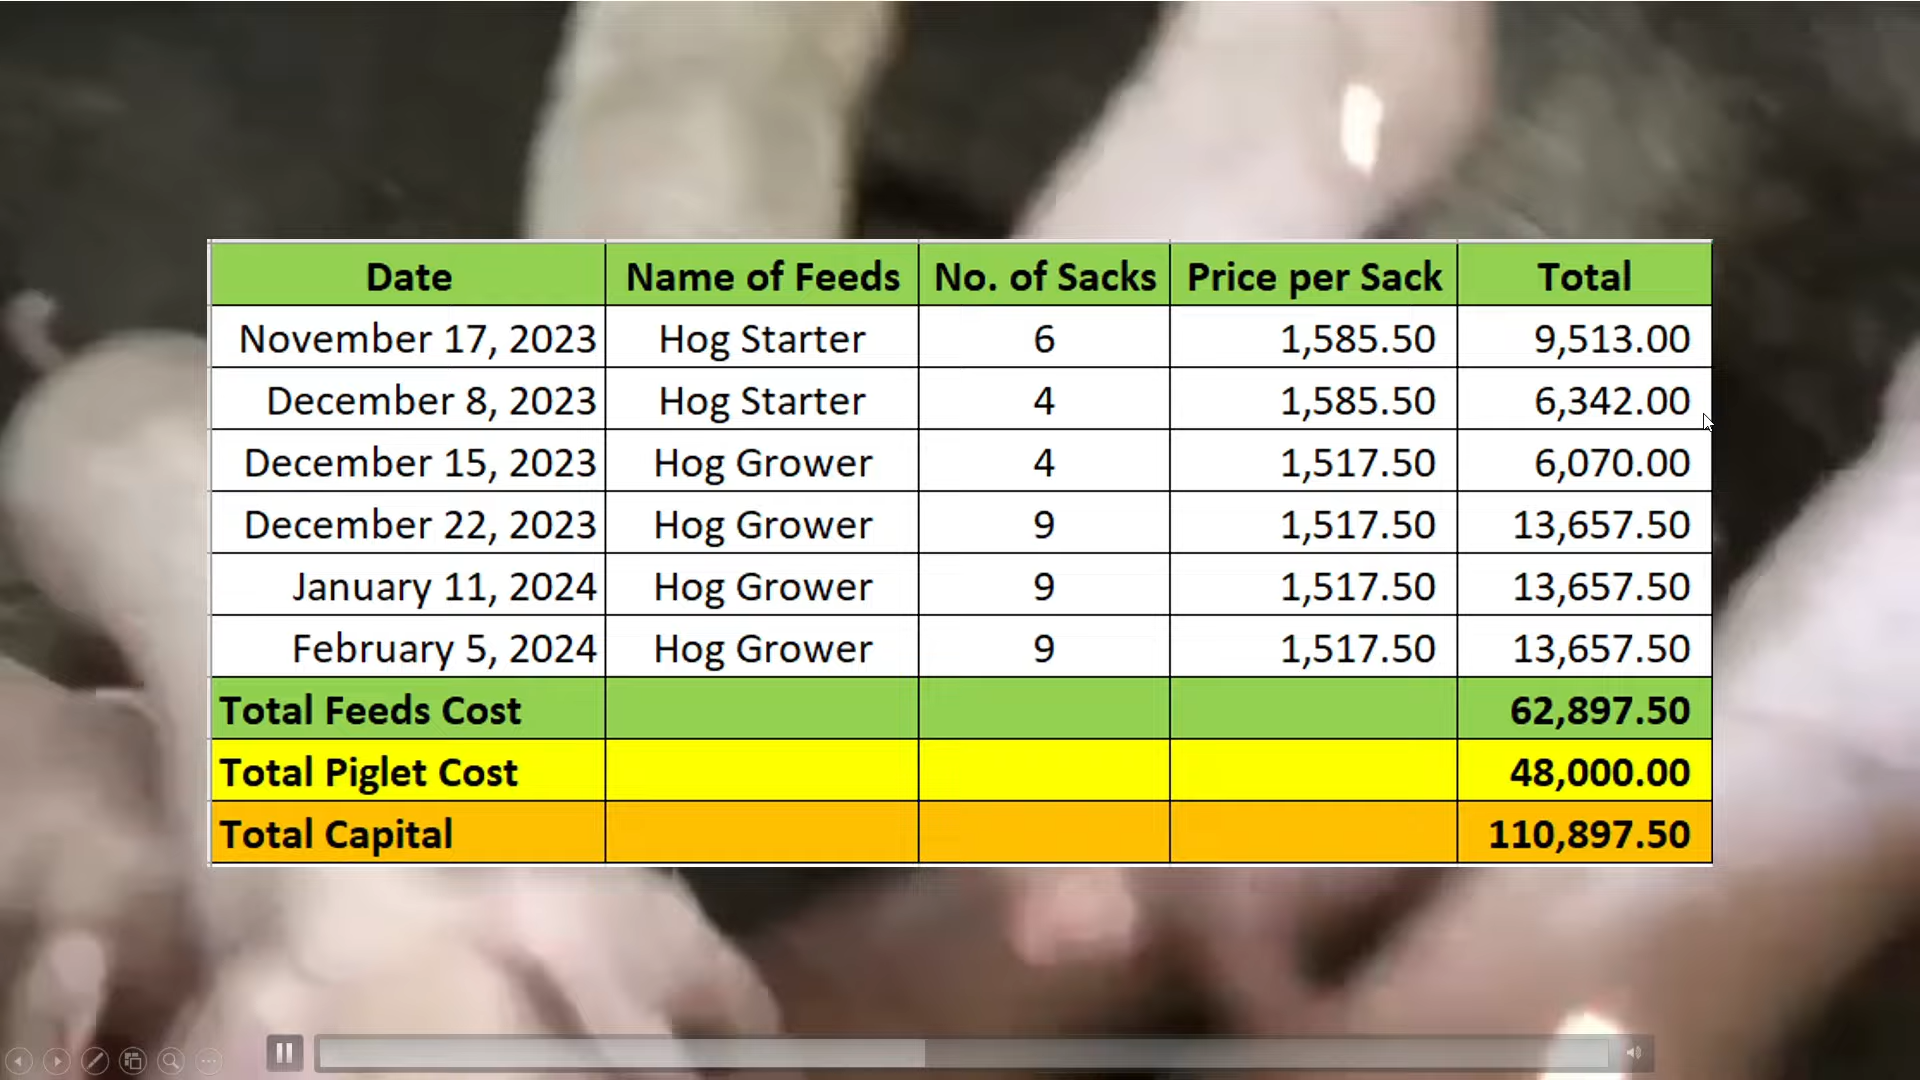 Date Name of Feeds No. of Sacks Price per Sack Total
November 17, 2023 Hog Starter 6 1,585.50 9,513.00
December 8, 2023 Hog Starter 4 1,585.50 6,342.00
December 15, 2023 Hog Grower 4 1,517.50 6,070.00
December 22, 2023 Hog Grower 9 1,517.50 13,657.50
January 11, 2024 Hog Grower 9 1,517.50 13,657.50
February 5, 2024 Hog Grower 9 1,517.50 13,657.50
Total Feeds Cost 62,897.50
Total Piglet Cost 48,000.00
Total Capital 110,897.50